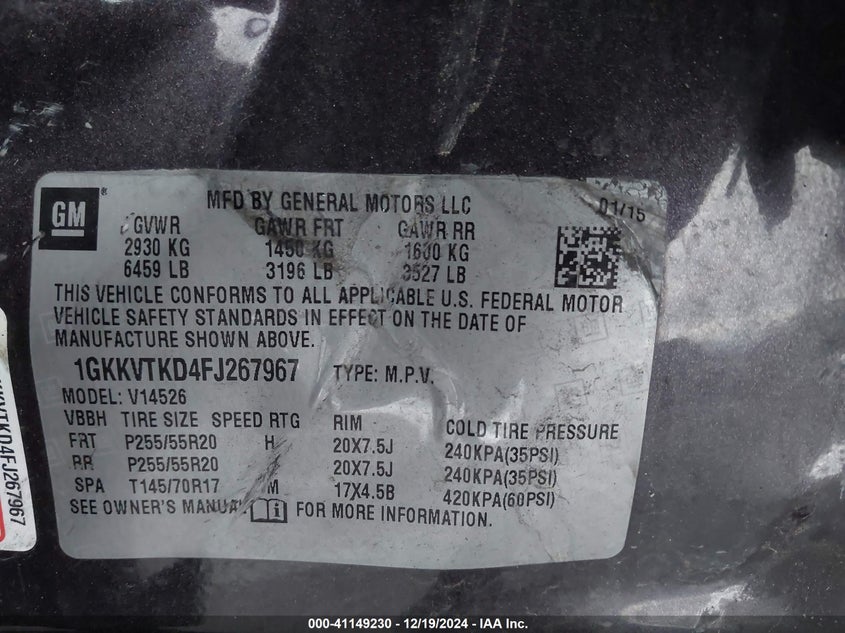 GM ®
MFD BY GENERAL MOTORS LLC 01/15
GVWR GAWR FRT GAWR RR
2930 KG 1450 KG 1600 KG
6459 LB 3196 LB 3527 LB
THIS VEHICLE CONFORMS TO ALL APPLICABLE U.S. FEDERAL MOTOR
VEHICLE SAFETY STANDARDS IN EFFECT ON THE DATE OF
MANUFACTURE SHOWN ABOVE.
1GKKVTKD4FJ267967 TYPE: M.P.V.
MODEL: V14526
VBBH TIRE SIZE SPEED RTG RIM COLD TIRE PRESSURE
FRT P255/55R20 H 20X7.5J 240KPA(35PSI)
RR P255/55R20 20X7.5J 240KPA(35PSI)
SPA T145/70R17 M 17X4.5B 420KPA(60PSI)
SEE OWNER'S MANUAL FOR MORE INFORMATION.
KKVTKD4FJ267967
000-41149230 - 12/19/2024 - IAA Inc.